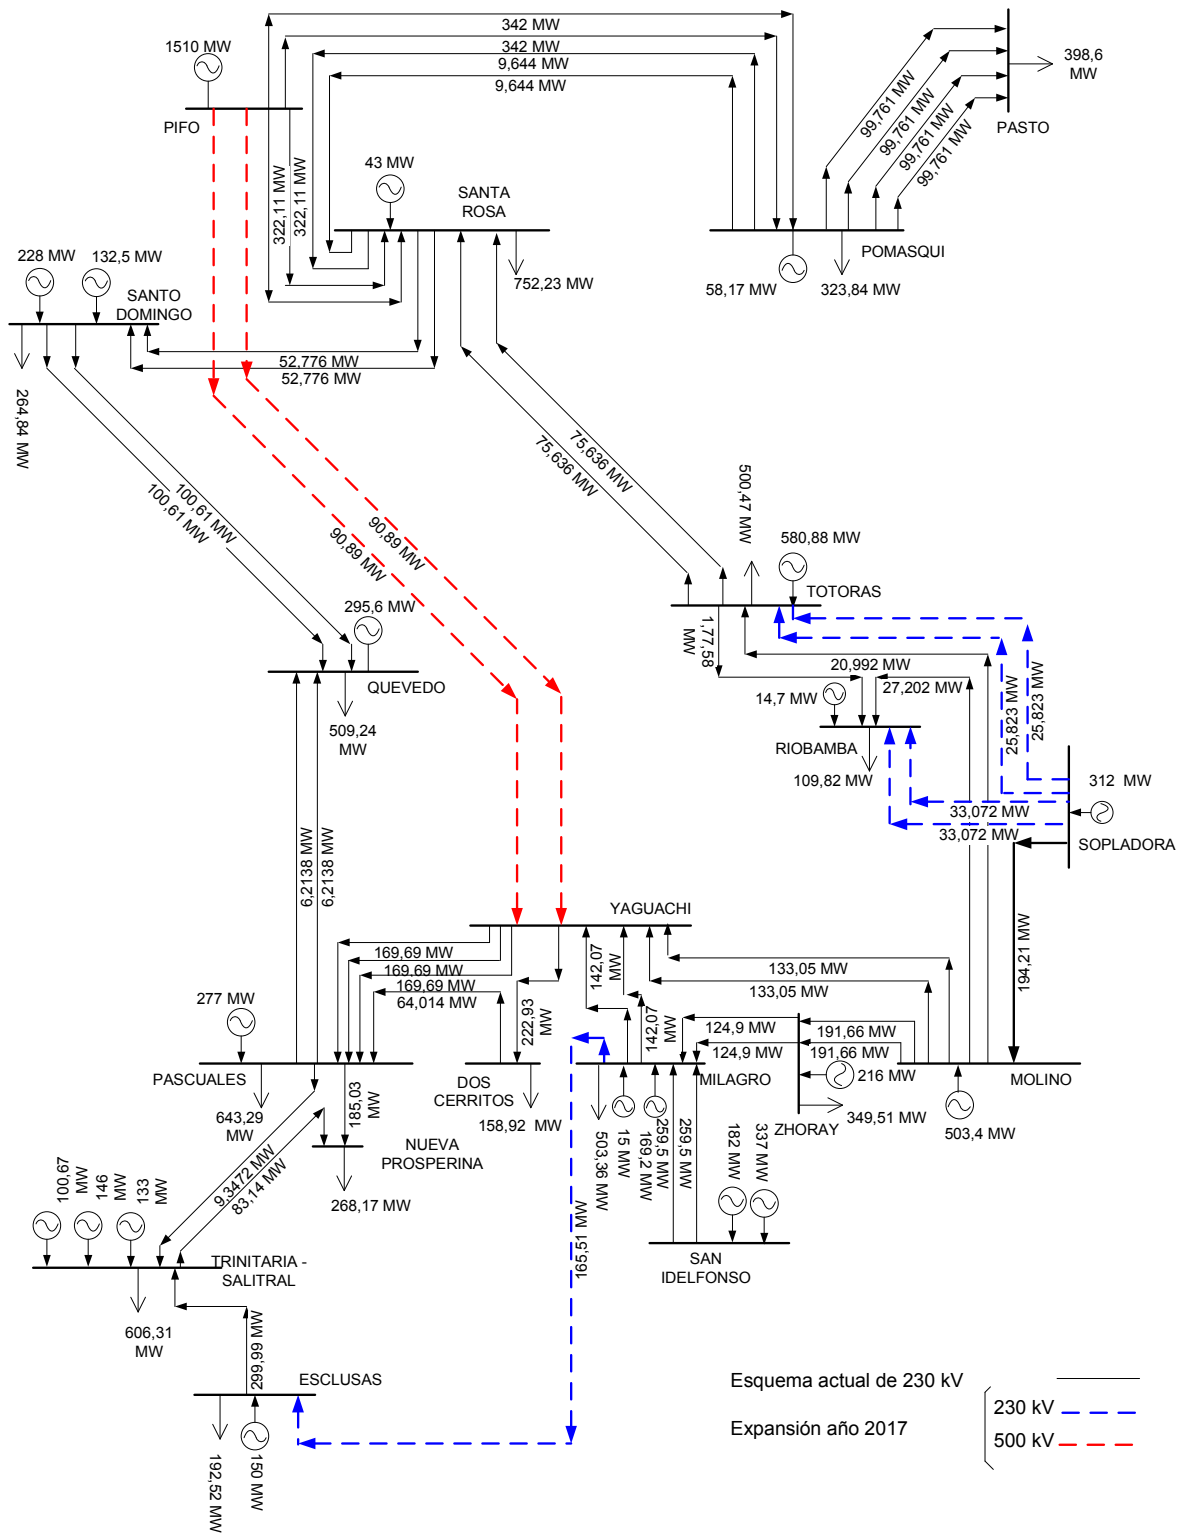 342 MW
342 MW
9,644 MW
9,644 MW
1510 MW
PIFO
398,6
MW
PASTO
99,761 MW
99,761 MW
99,761 MW
99,761 MW
322,11 MW
322,11 MW
43 MW
SANTA
ROSA
752,23 MW
POMASQUI
58,17 MW
323,84 MW
228 MW
132,5 MW
SANTO
DOMINGO
264,84 MW
52,776 MW
52,776 MW
100,61 MW
100,61 MW
90,89 MW
90,89 MW
75,636 MW
75,636 MW
500,47 MW
580,88 MW
TOTORAS
1,77,58
MW
20,992 MW
27,202 MW
14,7 MW
RIOBAMBA
109,82 MW
25,823 MW
25,823 MW
33,072 MW
33,072 MW
312 MW
SOPLADORA
194,21 MW
295,6 MW
QUEVEDO
509,24
MW
6,2138 MW
6,2138 MW
YAGUACHI
169,69 MW
169,69 MW
169,69 MW
64,014 MW
222,93
MW
142,07
MW
142,07
MW
133,05 MW
133,05 MW
277 MW
PASCUALES
643,29
MW
185,03
MW
NUEVA
PROSPERINA
268,17 MW
DOS
CERRITOS
158,92 MW
124,9 MW
124,9 MW
191,66 MW
191,66 MW
MILAGRO
503,36 MW
15 MW
169,2 MW
259,5 MW
259,5 MW
216 MW
ZHORAY
349,51 MW
MOLINO
503,4 MW
182 MW
337 MW
SAN
IDELFONSO
165,51 MW
9,3472 MW
83,14 MW
100,67
MW
146
MW
133
MW
TRINITARIA -
SALITRAL
606,31
MW
299,99 MW
ESCLUSAS
192,52 MW
150 MW
Esquema actual de 230 kV
Expansión año 2017
230 kV
500 kV